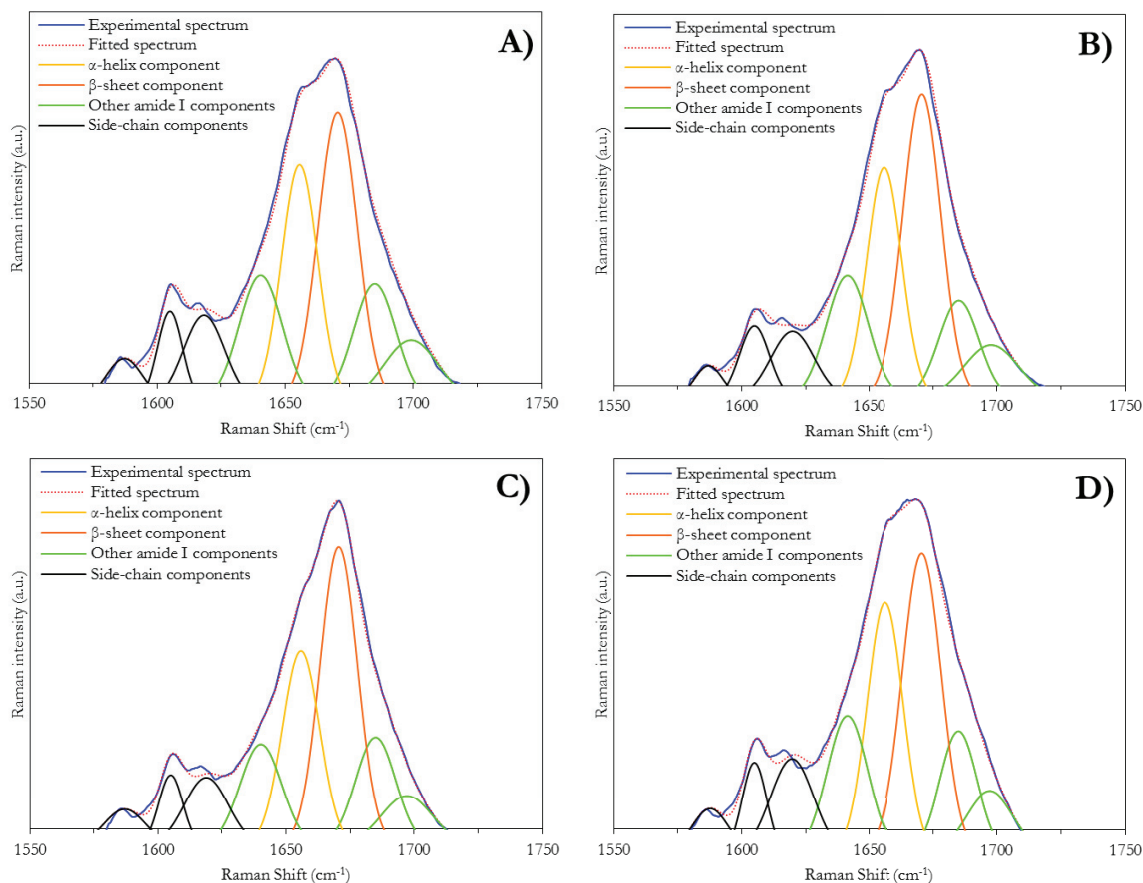 Experimental spectrum
Fitted spectrum
α-helix component
β-sheet component
Other amide I components
Side-chain components
A)
Raman intensity (a.u.)
1550 1600 1650 1700 1750
Raman Shift (cm⁻¹)
Experimental spectrum
Fitted spectrum
α-helix component
β-sheet component
Other amide I components
Side-chain components
B)
Raman intensity (a.u.)
1550 1600 1650 1700 1750
Raman Shift (cm⁻¹)
Experimental spectrum
Fitted spectrum
α-helix component
β-sheet component
Other amide I components
Side-chain components
C)
Raman intensity (a.u.)
1550 1600 1650 1700 1750
Raman Shift (cm⁻¹)
Experimental spectrum
Fitted spectrum
α-helix component
β-sheet component
Other amide I components
Side-chain components
D)
Raman intensity (a.u.)
1550 1600 1650 1700 1750
Raman Shift (cm⁻¹)